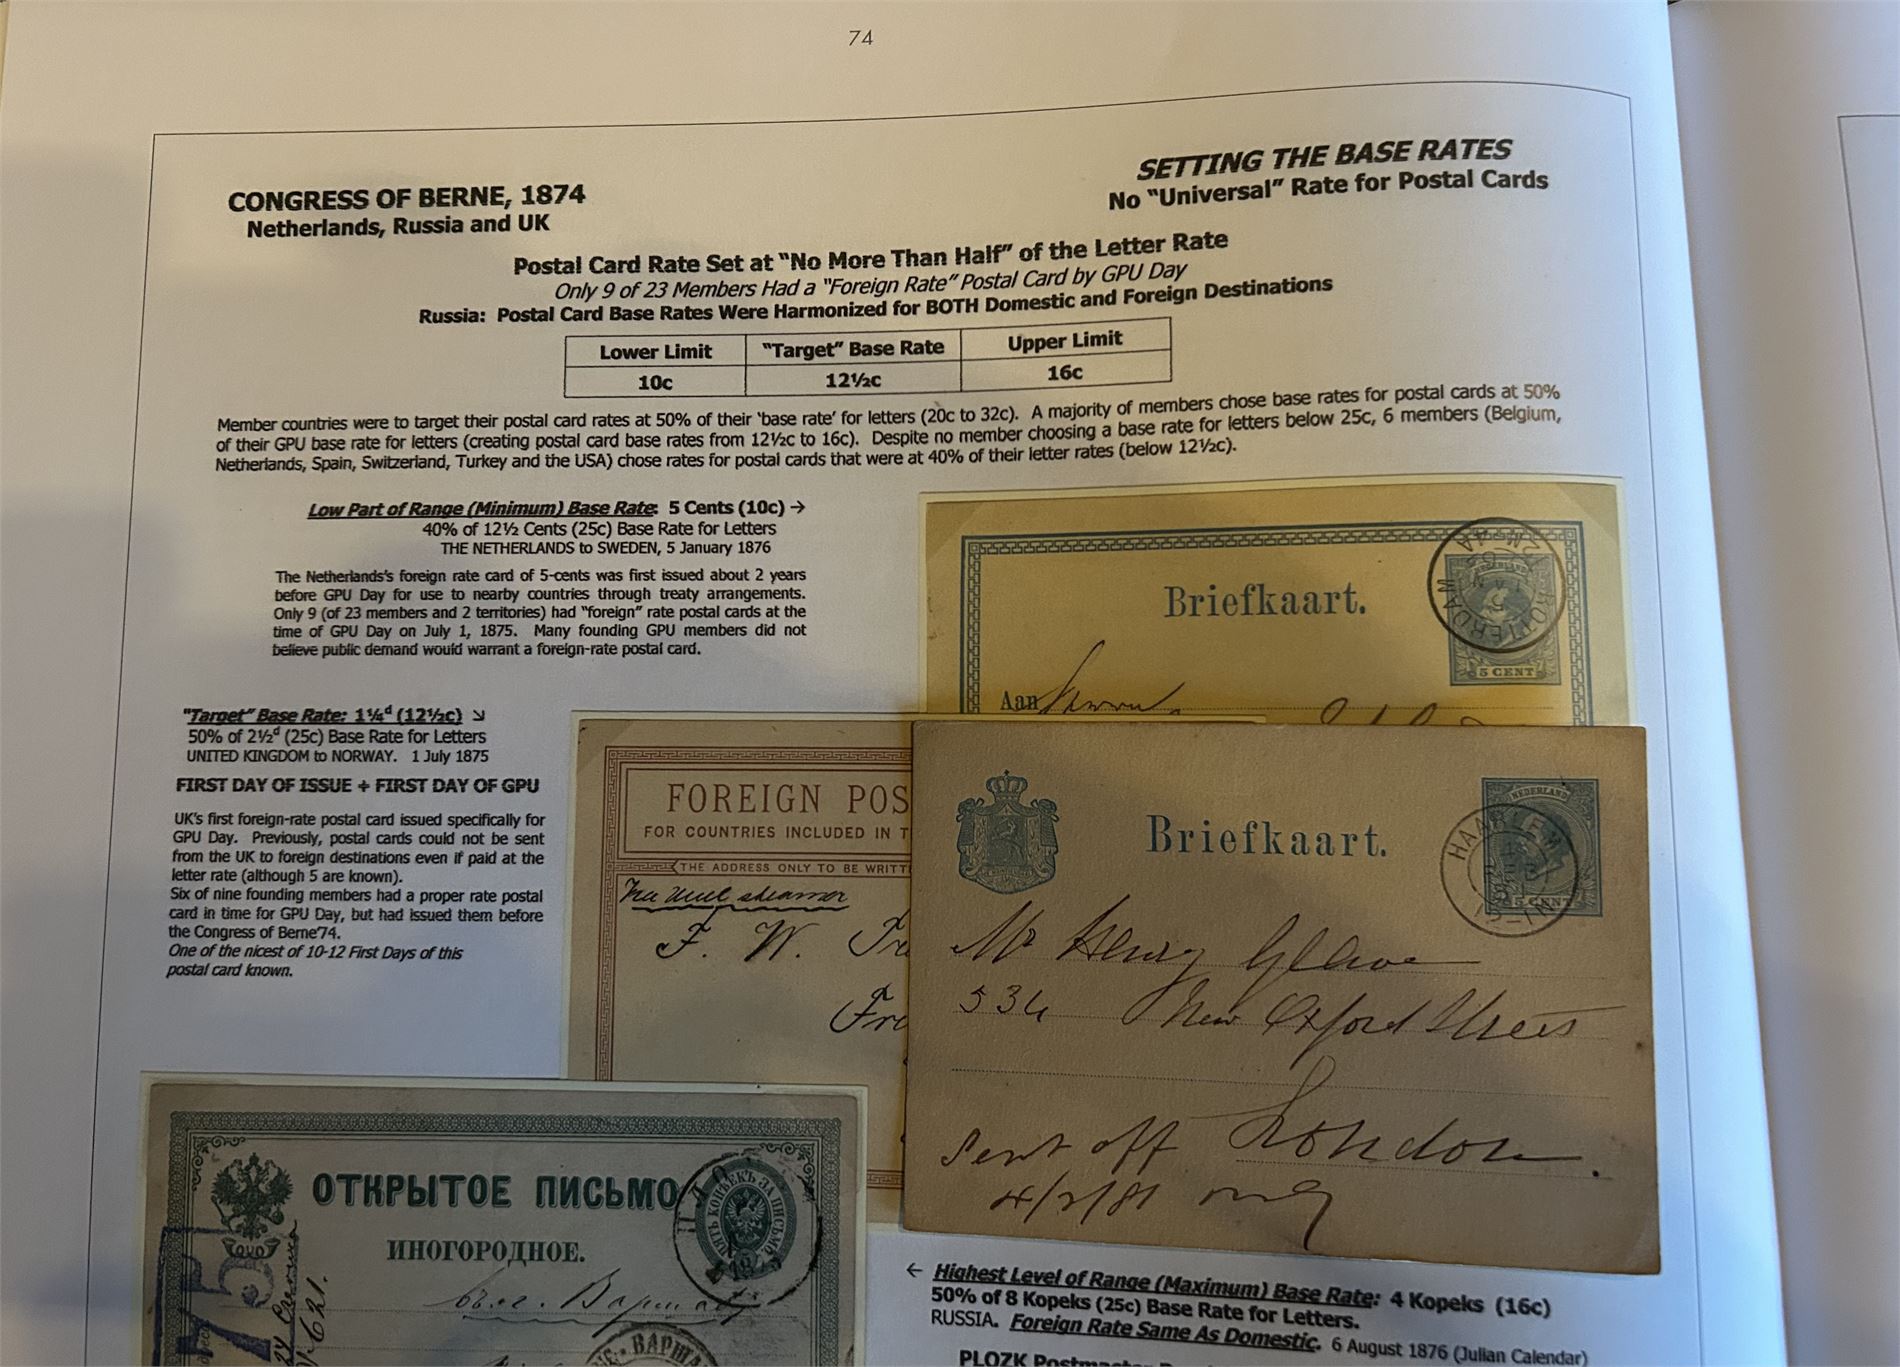 74
CONGRESS OF BERNE, 1874
Netherlands, Russia and UK
SETTING THE BASE RATES
No “Universal” Rate for Postal Cards
Postal Card Rate Set at “No More Than Half” of the Letter Rate
Only 9 of 23 Members Had a “Foreign Rate” Postal Card by GPU Day
Russia: Postal Card Base Rates Were Harmonized for BOTH Domestic and Foreign Destinations
Lower Limit “Target” Base Rate Upper Limit
10c 12½c 16c
Member countries were to target their postal card rates at 50% of their ‘base rate’ for letters (20c to 32c). A majority of members chose base rates for postal cards at 50%
of their GPU base rate for letters (creating postal card base rates from 12½c to 16c). Despite no member choosing a base rate for letters below 25c, 6 members (Belgium,
Netherlands, Spain, Switzerland, Turkey and the USA) chose rates for postal cards that were at 40% of their letter rates (below 12½c).
Low Part of Range (Minimum) Base Rate: 5 Cents (10c) →
40% of 12½ Cents (25c) Base Rate for Letters
THE NETHERLANDS to SWEDEN, 5 January 1876
The Netherlands's foreign rate card of 5-cents was first issued about 2 years
before GPU Day for use to nearby countries through treaty arrangements.
Only 9 (of 23 members and 2 territories) had “foreign” rate postal cards at the
time of GPU Day on July 1, 1875. Many founding GPU members did not
believe public demand would warrant a foreign-rate postal card.
ROTTERDAM
NEDERLAND
5 CENT
Briefkaart.
Aan
"Target” Base Rate: 1¼d (12½c) ↘
50% of 2½d (25c) Base Rate for Letters
UNITED KINGDOM to NORWAY. 1 July 1875
FIRST DAY OF ISSUE + FIRST DAY OF GPU
UK's first foreign-rate postal card issued specifically for
GPU Day. Previously, postal cards could not be sent
from the UK to foreign destinations even if paid at the
letter rate (although 5 are known).
Six of nine founding members had a proper rate postal
card in time for GPU Day, but had issued them before
the Congress of Berne'74.
One of the nicest of 10-12 First Days of this
postal card known.
FOREIGN POS
FOR COUNTRIES INCLUDED IN T
THE ADDRESS ONLY TO BE WRITT
steamer
F. W.
Briefkaart.
NEDERLAND
HAARLEM
5 CENT
Mr Henry
New Oxford Street
London.
sent off
ОТКРЫТОЕ ПИСЬМО
ИНОГОРОДНОЕ.
ПЯТЬ КОПѢЕКЪ ЗА ПИСЬМО
← Highest Level of Range (Maximum) Base Rate: 4 Kopeks (16c)
50% of 8 Kopeks (25c) Base Rate for Letters.
RUSSIA. Foreign Rate Same As Domestic. 6 August 1876 (Julian Calendar)